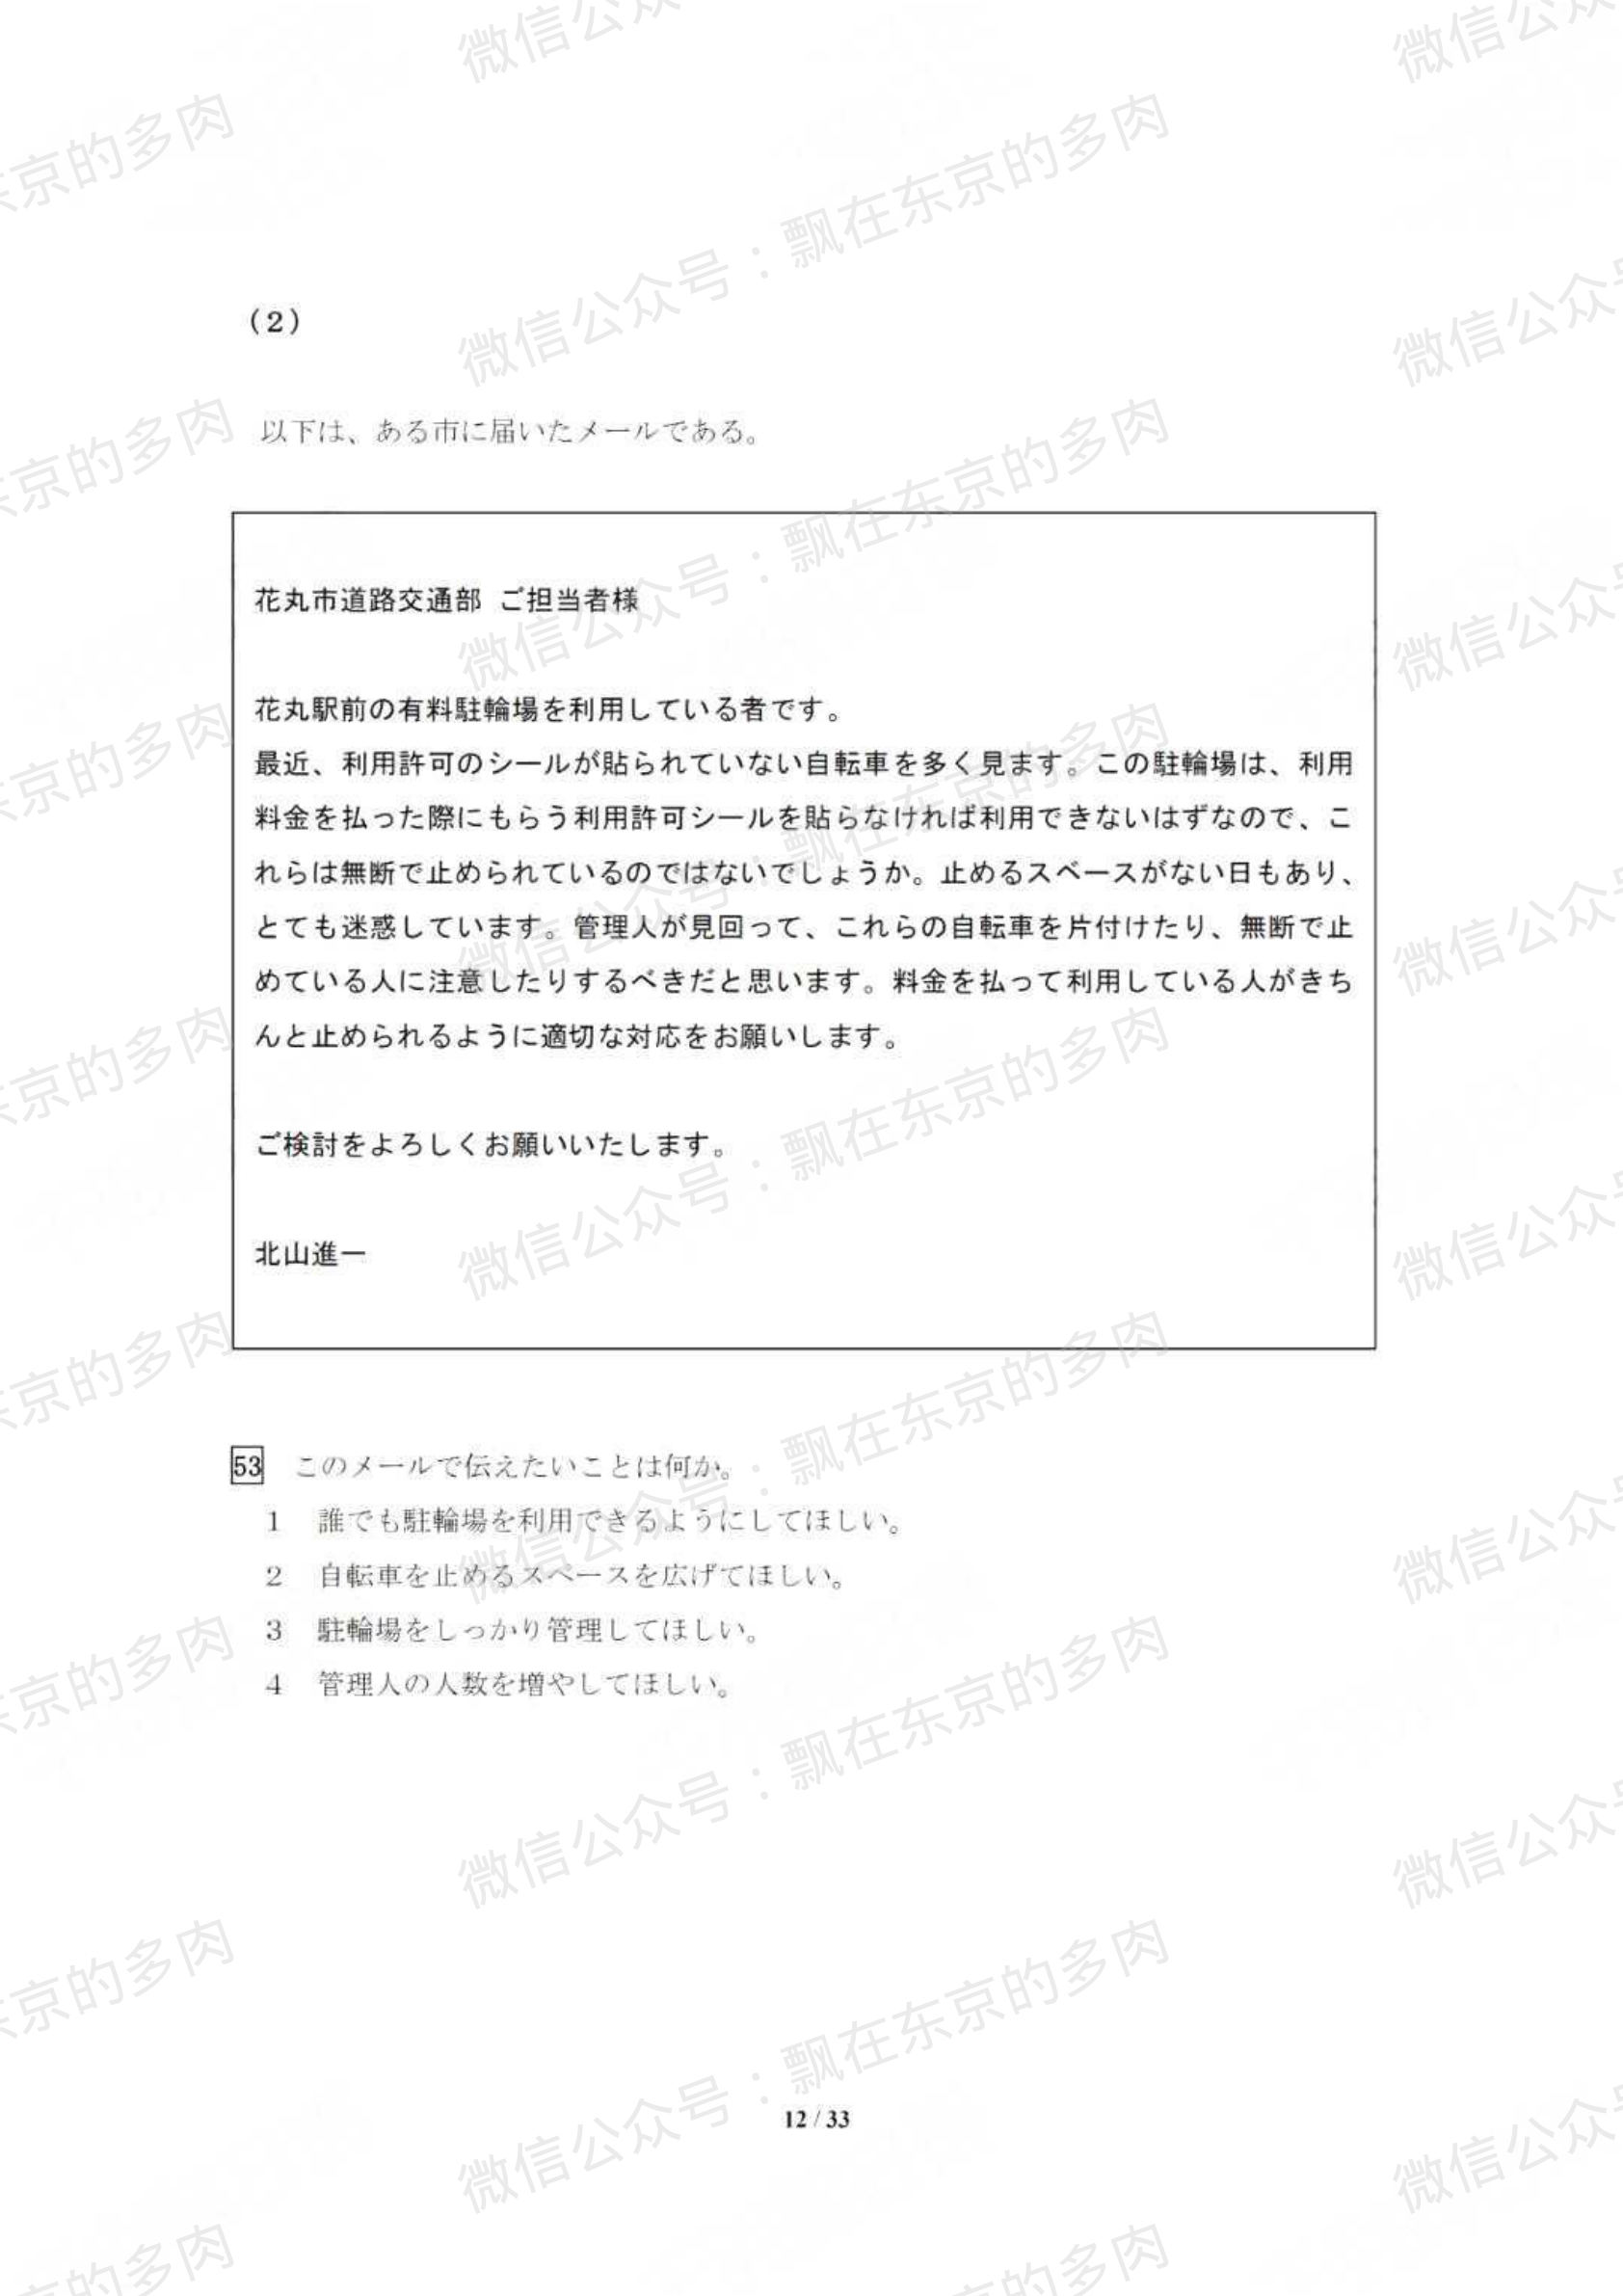 (2)
以下は、ある市に届いたメールである。
花丸市道路交通部 ご担当者様
花丸駅前の有料駐輪場を利用している者です。
最近、利用許可のシールが貼られていない自転車を多く見ます。この駐輪場は、利用
料金を払った際にもらう利用許可シールを貼らなければ利用できないはずなので、こ
れらは無断で止められているのではないでしょうか。止めるスペースがない日もあり、
とても迷惑しています。管理人が見回って、これらの自転車を片付けたり、無断で止
めている人に注意したりするべきだと思います。料金を払って利用している人がきち
んと止められるように適切な対応をお願いします。
ご検討をよろしくお願いいたします。
北山進一
53 このメールで伝えたいことは何か。
1 誰でも駐輪場を利用できるようにしてほしい。
2 自転車を止めるスペースを広げてほしい。
3 駐輪場をしっかり管理してほしい。
4 管理人の人数を増やしてほしい。
12 / 33
微信公众号:飘在东京的多肉